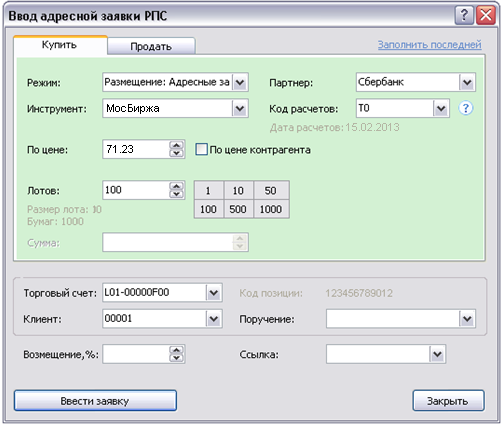 Ввод адресной заявки РПС
Купить Продать Заполнить последней
Режим: Размещение: Адресные за Партнер: Сбербанк
Инструмент: МосБиржа Код расчетов: T0 ?
Дата расчетов: 15.02.2013
По цене: 71.23 По цене контрагента
Лотов: 100 1 10 50
Размер лота: 10 100 500 1000
Бумаг: 1000
Сумма:
Торговый счет: L01-00000F00 Код позиции: 123456789012
Клиент: 00001 Поручение:
Возмещение,%: Ссылка:
Ввести заявку Закрыть